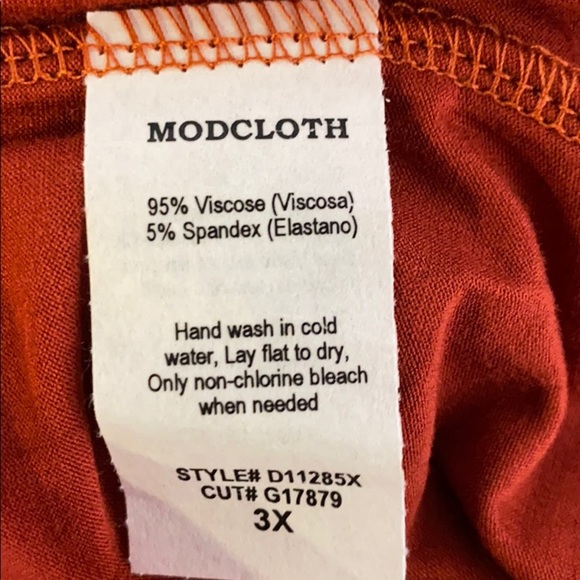 MODCLOTH
95% Viscose (Viscosa)
5% Spandex (Elastano)
Hand wash in cold
water, Lay flat to dry,
Only non-chlorine bleach
when needed
STYLE# D11285X
CUT# G17879
3X